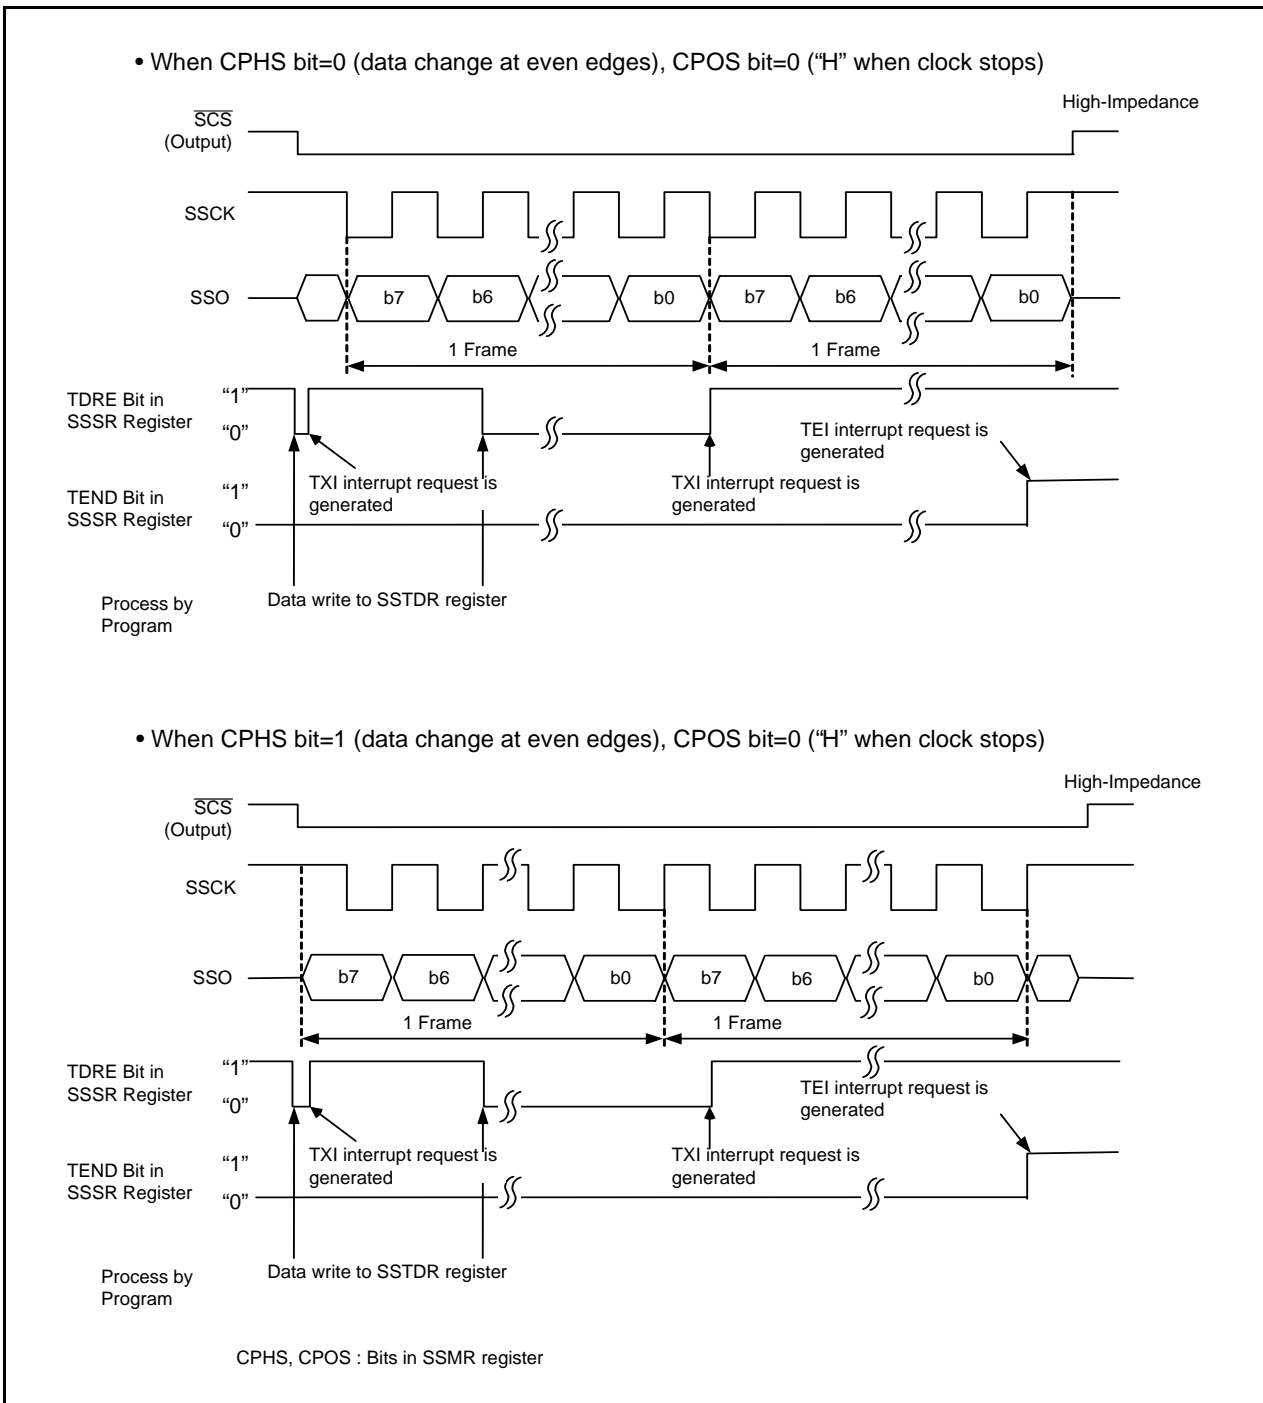 • When CPHS bit=0 (data change at even edges), CPOS bit=0 (“H” when clock stops)
High-Impedance
SCS
(Output)
SSCK
SSO
b7
b6
b0
b7
b6
b0
1 Frame
1 Frame
TDRE Bit in
SSSR Register
“1”
“0”
TEI interrupt request is
generated
TXI interrupt request is
generated
TXI interrupt request is
generated
TEND Bit in
SSSR Register
“1”
“0”
Process by
Program
Data write to SSTDR register
• When CPHS bit=1 (data change at even edges), CPOS bit=0 (“H” when clock stops)
High-Impedance
SCS
(Output)
SSCK
SSO
b7
b6
b0
b7
b6
b0
1 Frame
1 Frame
TDRE Bit in
SSSR Register
“1”
“0”
TEI interrupt request is
generated
TXI interrupt request is
generated
TXI interrupt request is
generated
TEND Bit in
SSSR Register
“1”
“0”
Process by
Program
Data write to SSTDR register
CPHS, CPOS : Bits in SSMR register